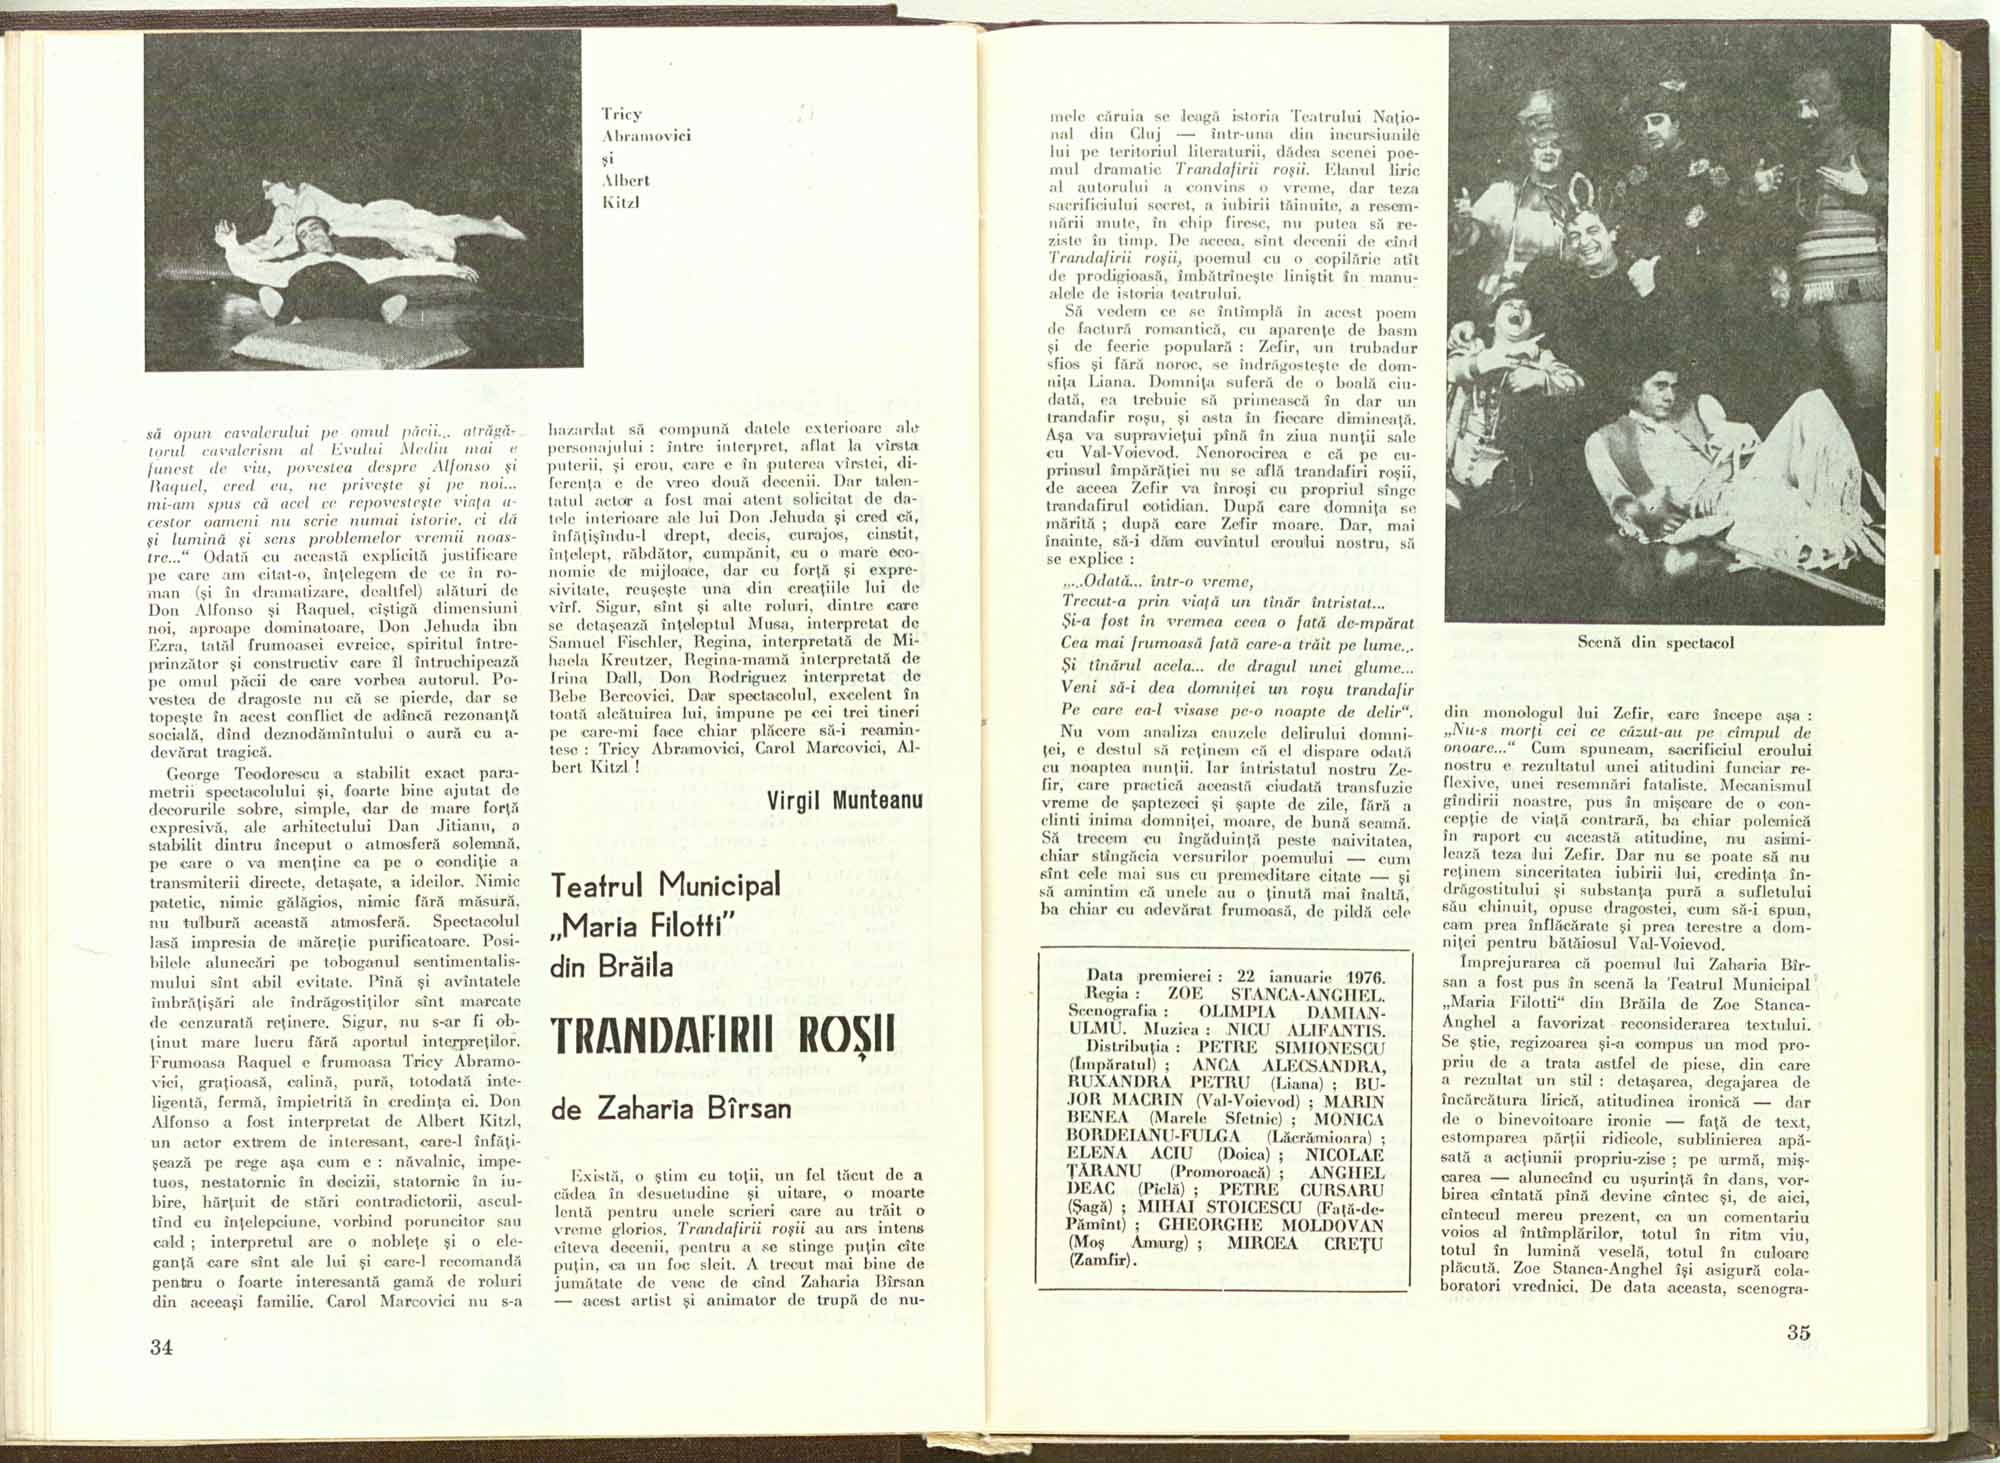 Tricy
Abramovici
și
Albert
Kitzl
să opun cavalerului pe omul păcii... atrăgă-
torul cavalerism al Evului Mediu mai e
funest de viu, povestea despre Alfonso și
Raquel, cred eu, ne privește și pe noi...
mi-am spus că acel ce repovestește viața a-
cestor oameni nu scrie numai istorie, ci dă
și lumină și sens problemelor vremii noas-
tre...“ Odată cu această explicită justificare
pe care am citat-o, înțelegem de ce în ro-
man (și în dramatizare, dealtfel) alături de
Don Alfonso și Raquel, cîștigă dimensiuni
noi, aproape dominatoare, Don Jehuda ibn
Ezra, tatăl frumoasei evreice, spiritul între-
prinzător și constructiv care îl întruchipează
pe omul păcii de care vorbea autorul. Po-
vestea de dragoste nu că se pierde, dar se
topește în acest conflict de adîncă rezonanță
socială, dînd deznodămîntului o aură cu a-
devărat tragică.
George Teodorescu a stabilit exact para-
metrii spectacolului și, foarte bine ajutat de
decorurile sobre, simple, dar de mare forță
expresivă, ale arhitectului Dan Jitianu, a
stabilit dintru început o atmosferă solemnă,
pe care o va menține ca pe o condiție a
transmiterii directe, detașate, a ideilor. Nimic
patetic, nimic gălăgios, nimic fără măsură,
nu tulbură această atmosferă. Spectacolul
lasă impresia de măreție purificatoare. Posi-
bilele alunecări pe toboganul sentimentalis-
mului sînt abil evitate. Pînă și avîntatele
îmbrățișări ale îndrăgostiților sînt marcate
de cenzurată reținere. Sigur, nu s-ar fi ob-
ținut mare lucru fără aportul interpreților.
Frumoasa Raquel e frumoasa Tricy Abramo-
vici, grațioasă, calină, pură, totodată inte-
ligentă, fermă, împietrită în credința ei. Don
Alfonso a fost interpretat de Albert Kitzl,
un actor extrem de interesant, care-l înfăți-
șează pe rege așa cum e : năvalnic, impe-
tuos, nestatornic în decizii, statornic în iu-
bire, hărțuit de stări contradictorii, ascul-
tînd cu înțelepciune, vorbind poruncitor sau
cald ; interpretul are o noblețe și o ele-
ganță care sînt ale lui și care-l recomandă
pentru o foarte interesantă gamă de roluri
din aceeași familie. Carol Marcovici nu s-a
hazardat să compună datele exterioare ale
personajului : între interpret, aflat la vîrsta
puterii, și erou, care e în puterea vîrstei, di-
ferența e de vreo două decenii. Dar talen-
tatul actor a fost mai atent solicitat de da-
tele interioare ale lui Don Jehuda și cred că,
înfățișîndu-l drept, decis, curajos, cinstit,
înțelept, răbdător, cumpănit, cu o mare eco-
nomie de mijloace, dar cu forță și expre-
sivitate, reușește una din creațiile lui de
vîrf. Sigur, sînt și alte roluri, dintre care
se detașează înțeleptul Musa, interpretat de
Samuel Fischler, Regina, interpretată de Mi-
haela Kreutzer, Regina-mamă interpretată de
Irina Dall, Don Rodriguez interpretat de
Bebe Bercovici. Dar spectacolul, excelent în
toată alcătuirea lui, impune pe cei trei tineri
pe care-mi face chiar plăcere să-i reamin-
tesc : Tricy Abramovici, Carol Marcovici, Al-
bert Kitzl !
Virgil Munteanu
Teatrul Municipal
„Maria Filotti”
din Brăila
TRANDAFIRII ROȘII
de Zaharia Bîrsan
Există, o știm cu toții, un fel tăcut de a
cădea în desuetudine și uitare, o moarte
lentă pentru unele scrieri care au trăit o
vreme glorios. Trandafirii roșii au ars intens
cîteva decenii, pentru a se stinge puțin cîte
puțin, ca un foc sleit. A trecut mai bine de
jumătate de veac de cînd Zaharia Bîrsan
— acest artist și animator de trupă de nu-
34
mele căruia se leagă istoria Teatrului Națio-
nal din Cluj — într-una din incursiunile
lui pe teritoriul literaturii, dădea scenei poe-
mul dramatic Trandafirii roșii. Elanul liric
al autorului a convins o vreme, dar teza
sacrificiului secret, a iubirii tăinuite, a resem-
nării mute, în chip firesc, nu putea să re-
ziste în timp. De aceea, sînt decenii de cînd
Trandafirii roșii, poemul cu o copilărie atît
de prodigioasă, îmbătrînește liniștit în manu-
alele de istoria teatrului.
Să vedem ce se întîmplă în acest poem
de factură romantică, cu aparențe de basm
și de feerie populară : Zefir, un trubadur
sfios și fără noroc, se îndrăgostește de dom-
nița Liana. Domnița suferă de o boală ciu-
dată, ea trebuie să primească în dar un
trandafir roșu, și asta în fiecare dimineață.
Așa va supraviețui pînă în ziua nunții sale
cu Val-Voievod. Nenorocirea e că pe cu-
prinsul împărăției nu se află trandafiri roșii,
de aceea Zefir va înroși cu propriul sînge
trandafirul cotidian. După care domnița se
mărită ; după care Zefir moare. Dar, mai
înainte, să-i dăm cuvîntul eroului nostru, să
se explice :
„...Odată... într-o vreme,
Trecut-a prin viață un tînăr întristat...
Și-a fost în vremea ceea o fată de-mpărat
Cea mai frumoasă fată care-a trăit pe lume...
Și tînărul acela... de dragul unei glume...
Veni să-i dea domniței un roșu trandafir
Pe care ea-l visase pe-o noapte de delir“.
Nu vom analiza cauzele delirului domni-
ței, e destul să reținem că el dispare odată
cu noaptea nunții. Iar întristatul nostru Ze-
fir, care practică această ciudată transfuzie
vreme de șaptezeci și șapte de zile, fără a
clinti inima domniței, moare, de bună seamă.
Să trecem cu îngăduință peste naivitatea,
chiar stîngăcia versurilor poemului — cum
sînt cele mai sus cu premeditare citate — și
să amintim că unele au o ținută mai înaltă,
ba chiar cu adevărat frumoasă, de pildă cele
Data premierei : 22 ianuarie 1976.
Regia : ZOE STANCA-ANGHEL.
Scenografia : OLIMPIA DAMIAN-
ULMU. Muzica : NICU ALIFANTIS.
Distribuția : PETRE SIMIONESCU
(Împăratul) ; ANCA ALECSANDRA,
RUXANDRA PETRU (Liana) ; BU-
JOR MACRIN (Val-Voievod) ; MARIN
BENEA (Marele Sfetnic) ; MONICA
BORDEIANU-FULGA (Lăcrămioara) ;
ELENA ACIU (Doica) ; NICOLAE
ȚĂRANU (Promoroacă) ; ANGHEL
DEAC (Pîclă) ; PETRE CURSARU
(Șagă) ; MIHAI STOICESCU (Față-de-
Pămînt) ; GHEORGHE MOLDOVAN
(Moș Amurg) ; MIRCEA CREȚU
(Zamfir).
Scenă din spectacol
din monologul lui Zefir, care începe așa :
„Nu-s morți cei ce căzut-au pe cîmpul de
onoare...“ Cum spuneam, sacrificiul eroului
nostru e rezultatul unei atitudini funciar re-
flexive, unei resemnări fataliste. Mecanismul
gîndirii noastre, pus în mișcare de o con-
cepție de viață contrară, ba chiar polemică
în raport cu această atitudine, nu asimi-
lează teza lui Zefir. Dar nu se poate să nu
reținem sinceritatea iubirii lui, credința în-
drăgostitului și substanța pură a sufletului
său chinuit, opuse dragostei, cum să-i spun,
cam prea înflăcărate și prea terestre a dom-
niței pentru bătăiosul Val-Voievod.
Împrejurarea că poemul lui Zaharia Bîr-
san a fost pus în scenă la Teatrul Municipal
„Maria Filotti“ din Brăila de Zoe Stanca-
Anghel a favorizat reconsiderarea textului.
Se știe, regizoarea și-a compus un mod pro-
priu de a trata astfel de piese, din care
a rezultat un stil : detașarea, degajarea de
încărcătura lirică, atitudinea ironică — dar
de o binevoitoare ironie — față de text,
estomparea părții ridicole, sublinierea apă-
sată a acțiunii propriu-zise ; pe urmă, miș-
carea — alunecînd cu ușurință în dans, vor-
birea cîntată pînă devine cîntec și, de aici,
cîntecul mereu prezent, ca un comentariu
voios al întîmplărilor, totul în ritm viu,
totul în lumină veselă, totul în culoare
plăcută. Zoe Stanca-Anghel își asigură cola-
boratori vrednici. De data aceasta, scenogra-
35